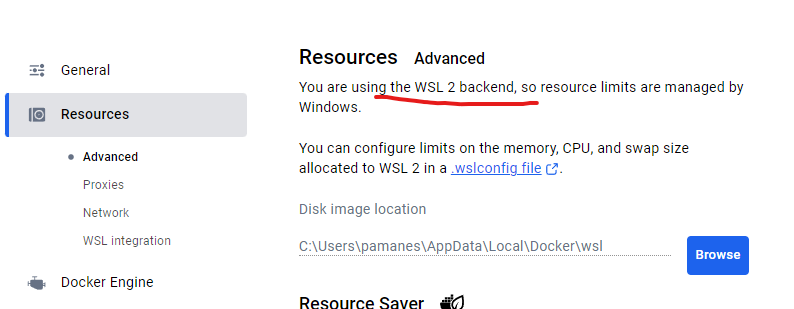 General
Resources
Advanced
Proxies
Network
WSL integration
Docker Engine
Resources Advanced
You are using the WSL 2 backend, so resource limits are managed by
Windows.
You can configure limits on the memory, CPU, and swap size
allocated to WSL 2 in a .wslconfig file.
Disk image location
C:\Users\pamanes\AppData\Local\Docker\wsl
Browse
Resource Saver